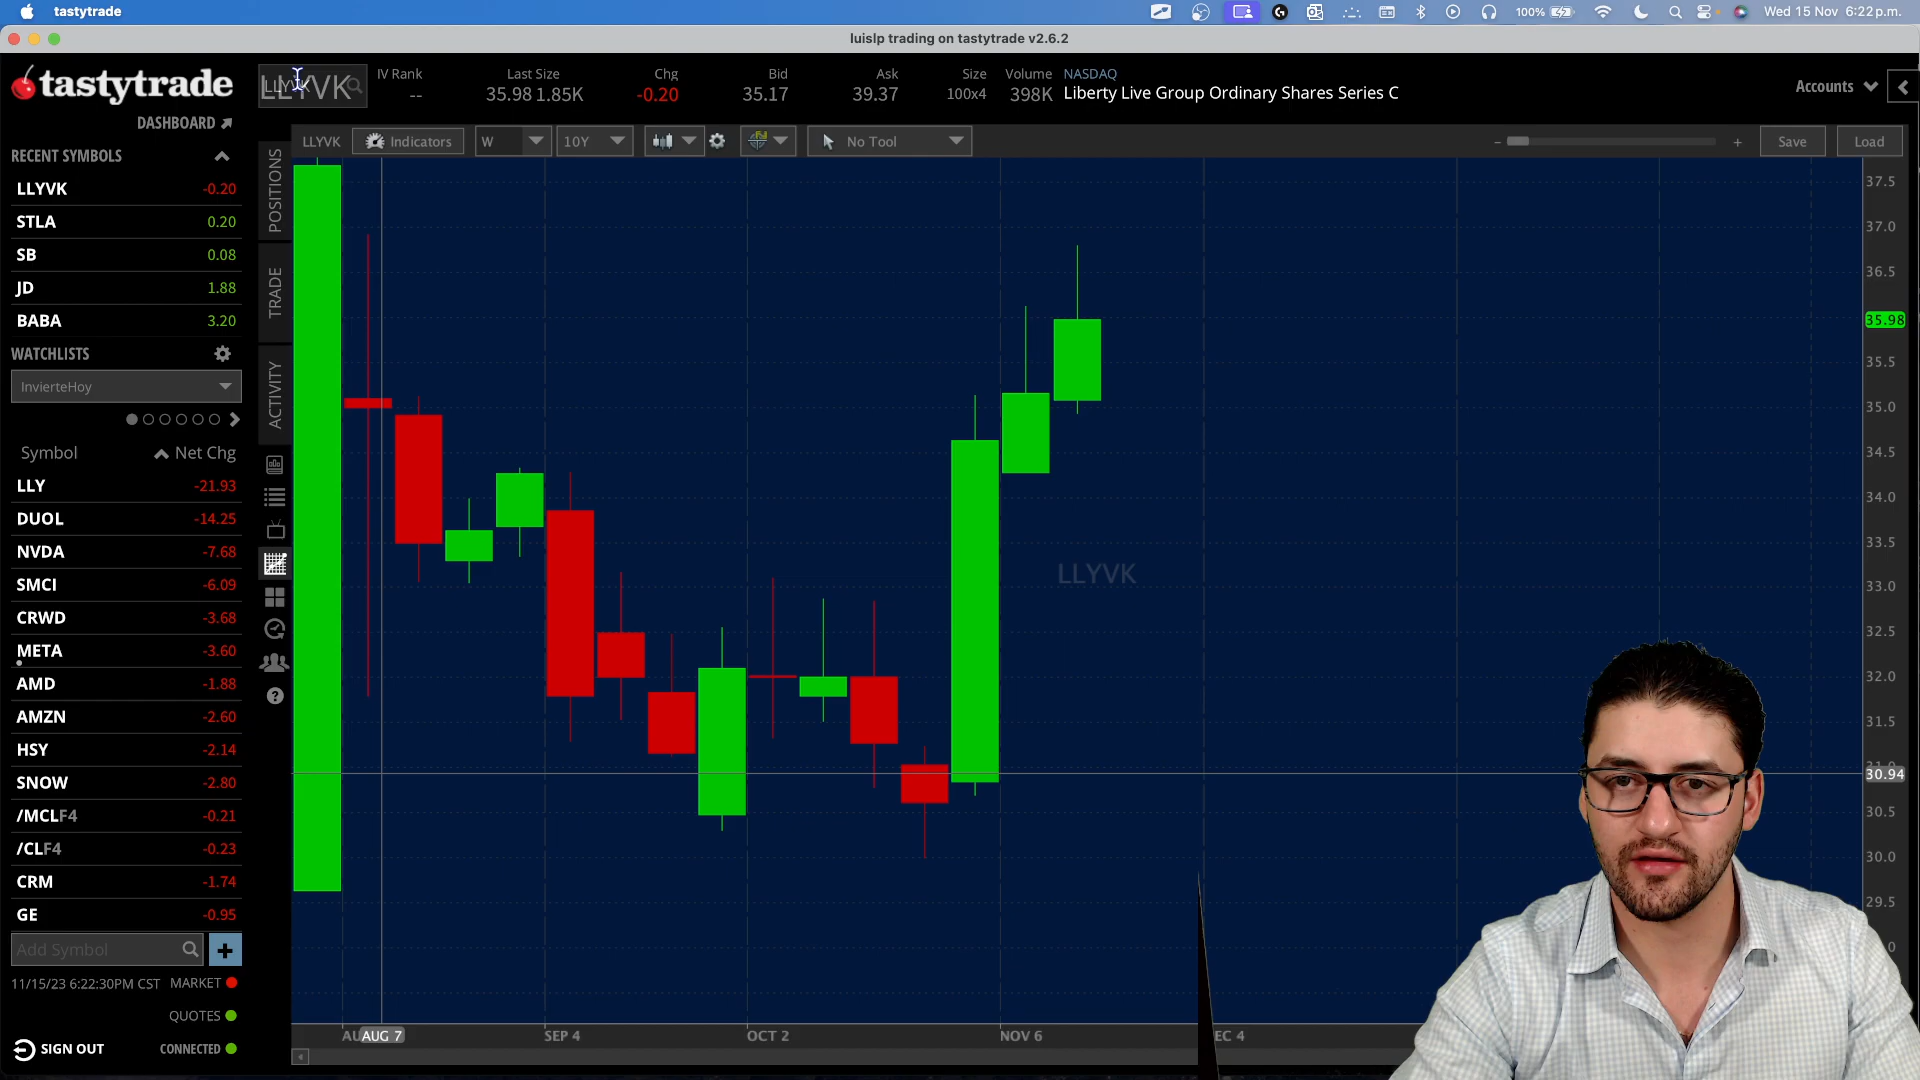 tastytrade
100%
Wed 15 Nov 6:22 p.m.
luislp trading on tastytrade v2.6.2
tastytrade
DASHBOARD
LLYVK
IV Rank
--
Last Size
35.98 1.85K
Chg
-0.20
Bid
35.17
Ask
39.37
Size
100x4
Volume
398K
NASDAQ
Liberty Live Group Ordinary Shares Series C
Accounts
LLYVK
Indicators
W
10Y
No Tool
-
+
Save
Load
RECENT SYMBOLS
LLYVK -0.20
STLA 0.20
SB 0.08
JD 1.88
BABA 3.20
WATCHLISTS
InvierteHoy
Symbol Net Chg
LLY -21.93
DUOL -14.25
NVDA -7.68
SMCI -6.09
CRWD -3.68
META -3.60
AMD -1.88
AMZN -2.60
HSY -2.14
SNOW -2.80
/MCLF4 -0.21
/CLF4 -0.23
CRM -1.74
GE -0.95
Add Symbol
+
11/15/23 6:22:30PM CST MARKET
QUOTES
SIGN OUT CONNECTED
POSITIONS
TRADE
ACTIVITY
?
LLYVK
37.5
37.0
36.5
35.98
35.5
35.0
34.5
34.0
33.5
33.0
32.5
32.0
31.5
30.94
30.5
30.0
29.5
AUG 7
SEP 4
OCT 2
NOV 6
EC 4